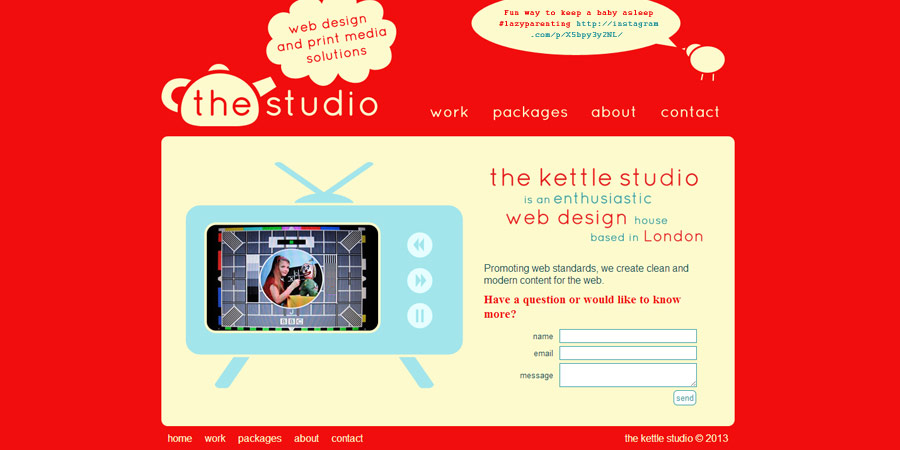 web design
and print media
solutions
Fun way to keep a baby asleep
#lazyparenting http://instagram
.com/p/X5bpy3y2NL/
the studio
work packages about contact
the kettle studio
is an enthusiastic
web design house
based in London
Promoting web standards, we create clean and
modern content for the web.
Have a question or would like to know
more?
name
email
message
send
BBC
home work packages about contact
the kettle studio © 2013